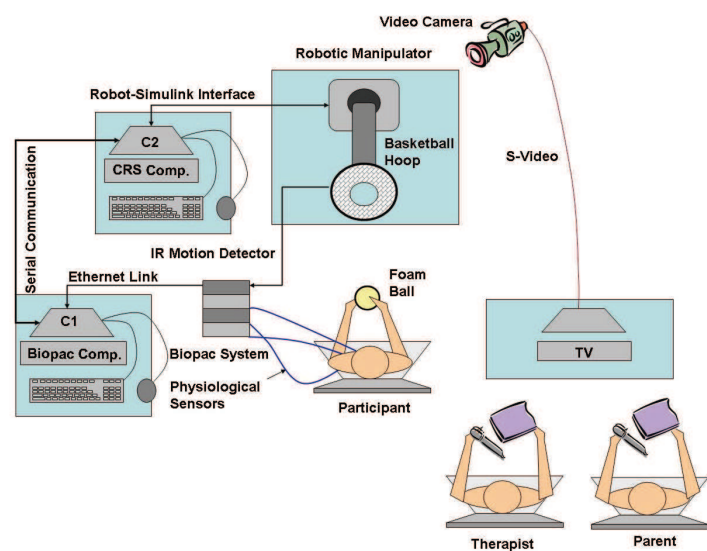 Video Camera
Robotic Manipulator
Robot-Simulink Interface
C2
CRS Comp.
Basketball
Hoop
S-Video
Serial Communication
IR Motion Detector
Ethernet Link
Foam
Ball
C1
Biopac Comp.
Biopac System
TV
Physiological
Sensors
Participant
Therapist
Parent